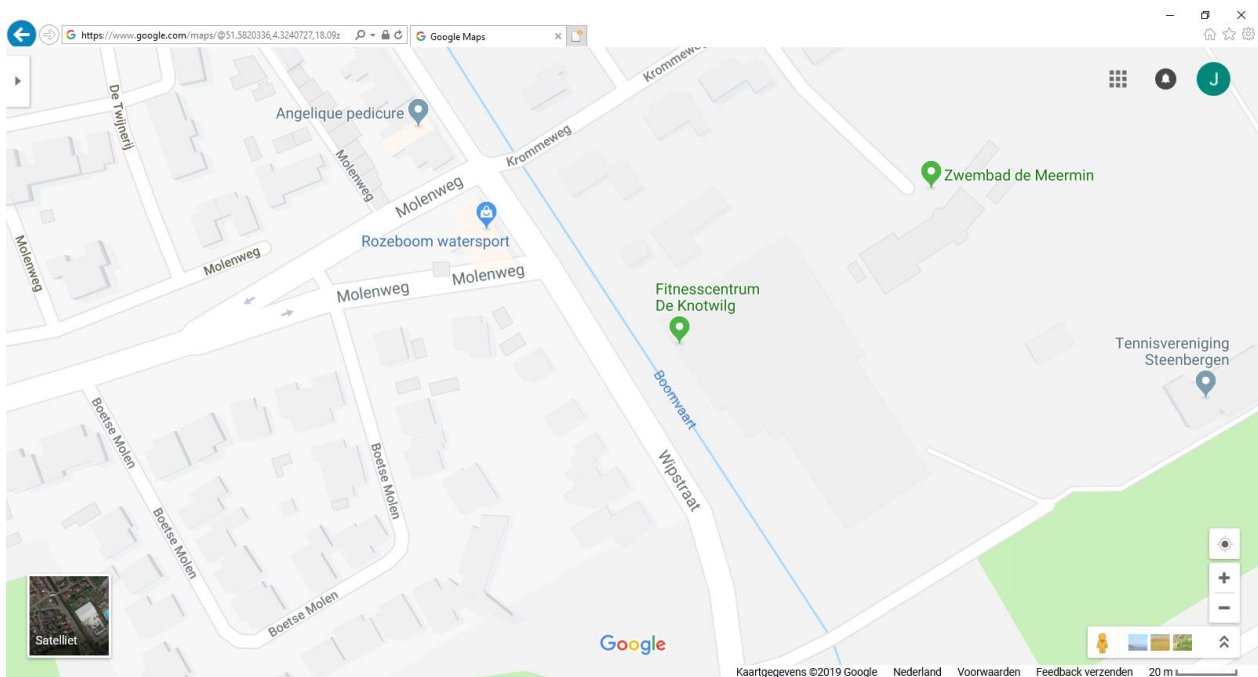 https://www.google.com/maps/@51.5820336,4.3240727,18.09z
Google Maps
J
De Twijnerij
Angelique pedicure
Krommeweg
Krommeweg
Molenweg
Molenweg
Zwembad de Meermin
Rozeboom watersport
Molenweg
Molenweg
Molenweg
Molenweg
Fitnesscentrum
De Knotwilg
Tennisvereniging
Steenbergen
Boomvaart
Boetse Molen
Boetse Molen
Wipstraat
Boetse Molen
Boetse Molen
Satelliet
Google
Kaartgegevens ©2019 Google Nederland Voorwaarden Feedback verzenden 20 m